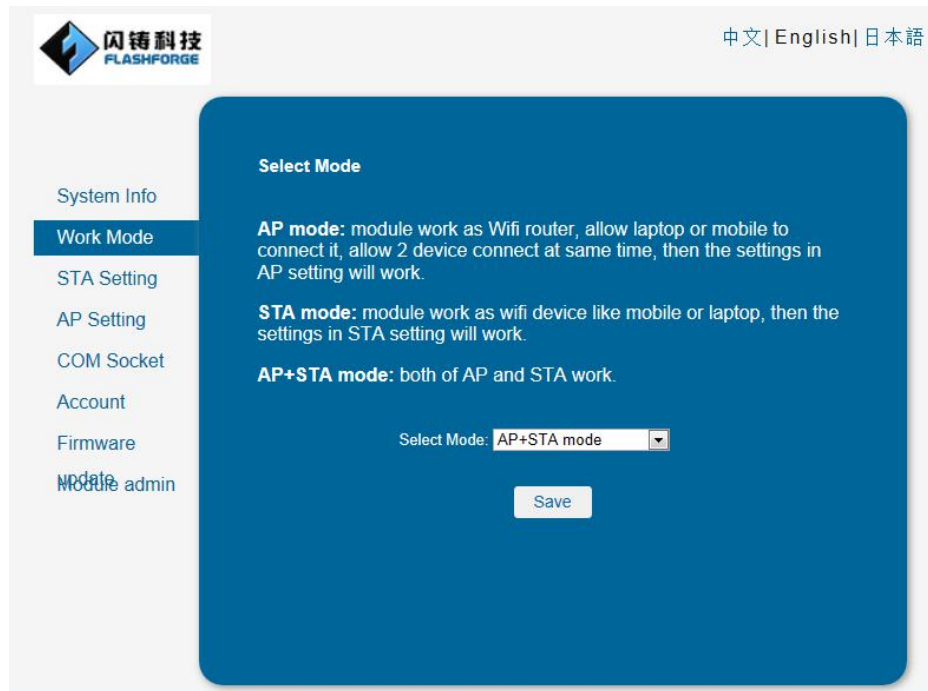 闪铸科技
FLASHFORGE
中文| English| 日本語
System Info
Work Mode
STA Setting
AP Setting
COM Socket
Account
Firmware
update
Module admin
Select Mode
AP mode: module work as Wifi router, allow laptop or mobile to
connect it, allow 2 device connect at same time, then the settings in
AP setting will work.
STA mode: module work as wifi device like mobile or laptop, then the
settings in STA setting will work.
AP+STA mode: both of AP and STA work.
Select Mode: AP+STA mode
Save